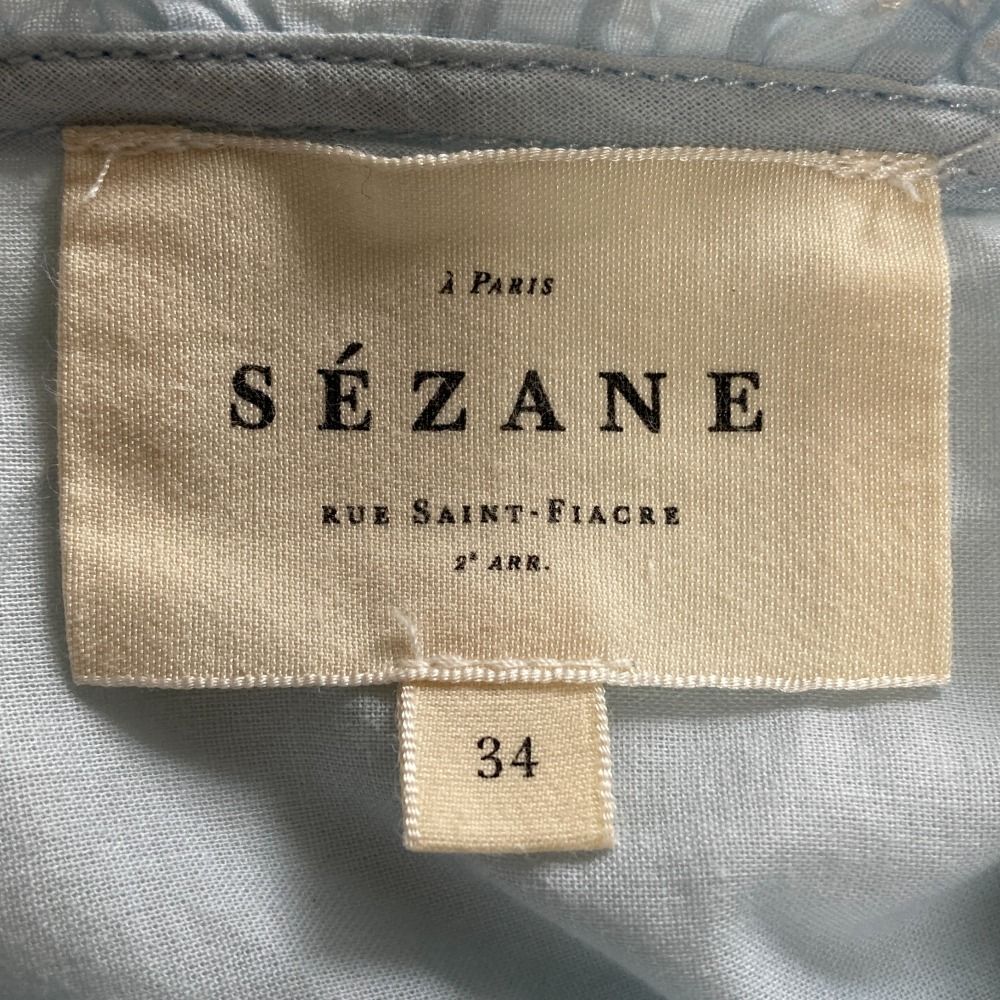 À PARIS
SÉZANE
RUE SAINT-FIACRE
2e ARR.
34